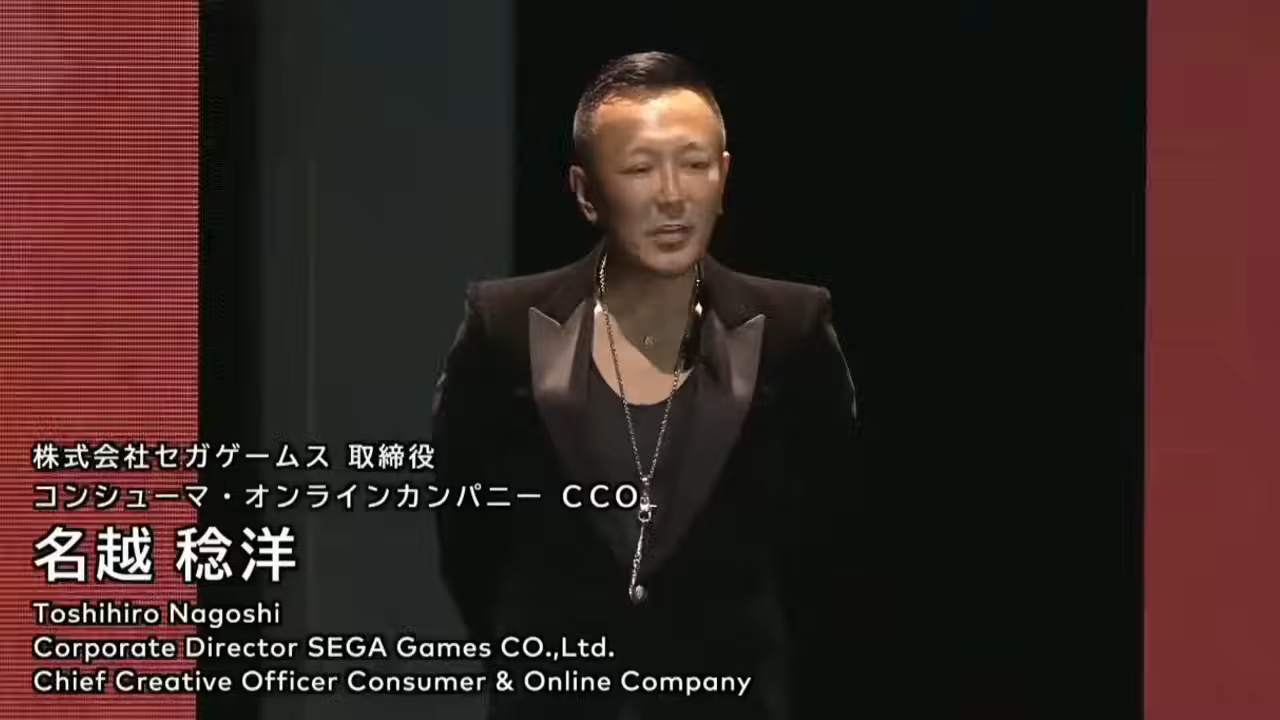 株式会社セガゲームス 取締役
コンシューマ・オンラインカンパニー CCO
名越 稔洋
Toshihiro Nagoshi
Corporate Director SEGA Games CO.,Ltd.
Chief Creative Officer Consumer & Online Company